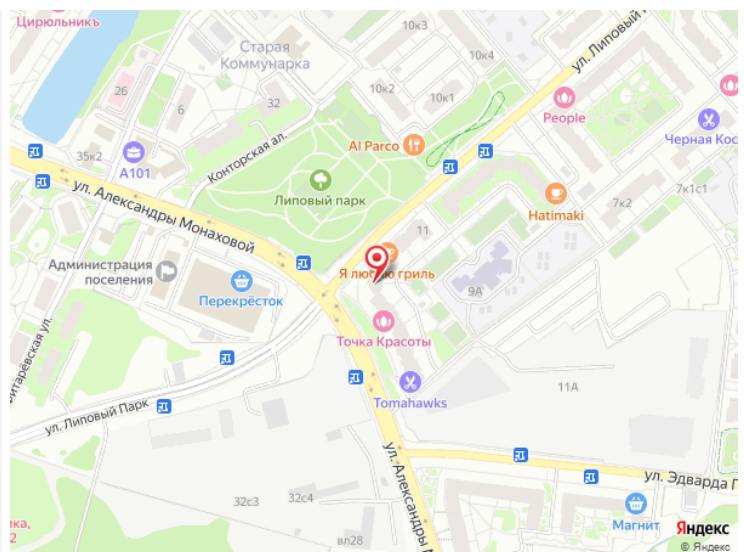 Цирюльникъ
Старая
Коммунарка
10к4
10к2
10к1
26
6
32
ул. Липовый
People
Al Parco
Черная Кос
35к2
А101
Конторская ал.
Липовый парк
ул. Александры Монаховой
7к1с1
7к2
Hatimaki
11
Я люблю гриль
Администрация
поселения
Перекрёсток
9А
Точка Красоты
Tomahawks
11А
ул. Липовый Парк
32с3
32с4
вл28
ул. Александры М
ул. Эдварда Г
Магнит
2
Яндекс
© Яндекс